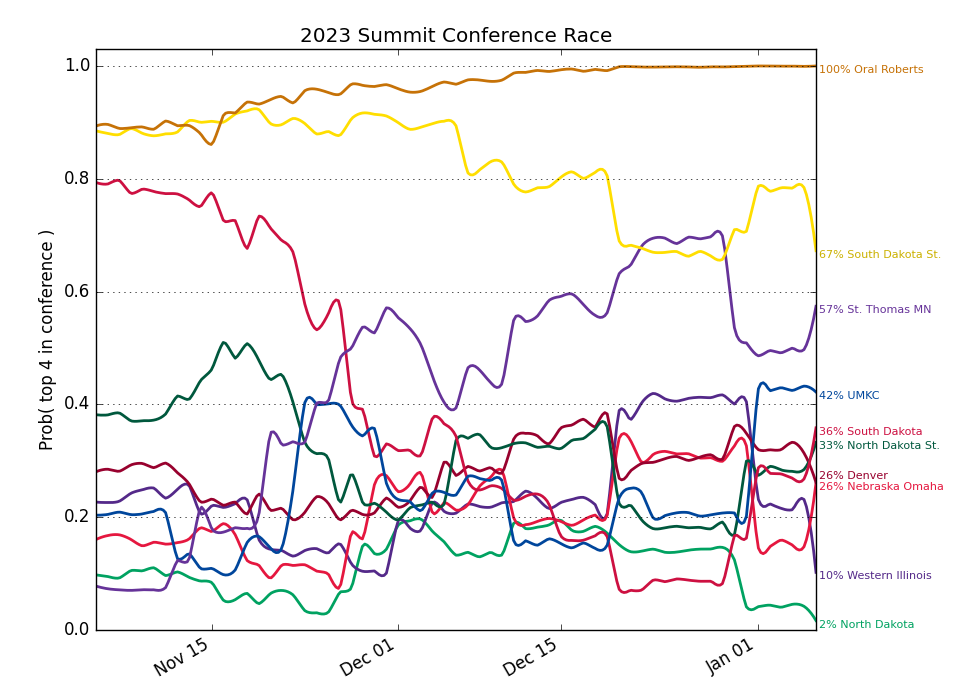 2023 Summit Conference Race
Prob( top 4 in conference )
1.0
0.8
0.6
0.4
0.2
0.0
Nov 15
Dec 01
Dec 15
Jan 01
100% Oral Roberts
67% South Dakota St.
57% St. Thomas MN
42% UMKC
36% South Dakota
33% North Dakota St.
26% Denver
26% Nebraska Omaha
10% Western Illinois
2% North Dakota